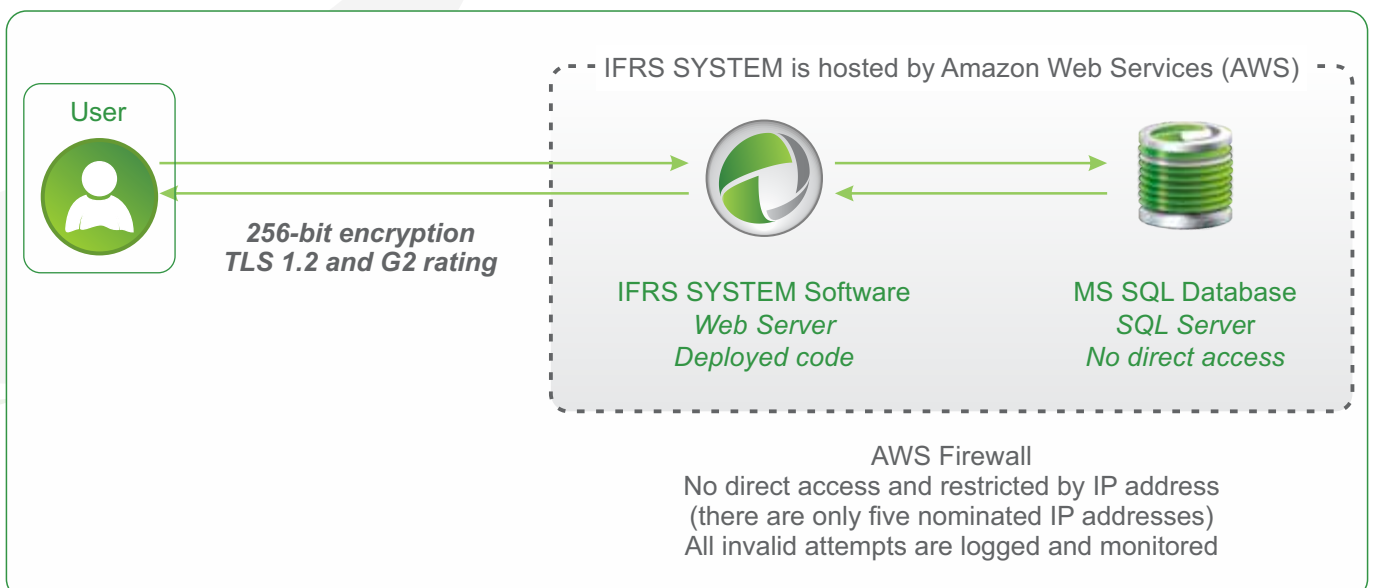 IFRS SYSTEM is hosted by Amazon Web Services (AWS)
User
256-bit encryption
TLS 1.2 and G2 rating
IFRS SYSTEM Software
Web Server
Deployed code
MS SQL Database
SQL Server
No direct access
AWS Firewall
No direct access and restricted by IP address
(there are only five nominated IP addresses)
All invalid attempts are logged and monitored